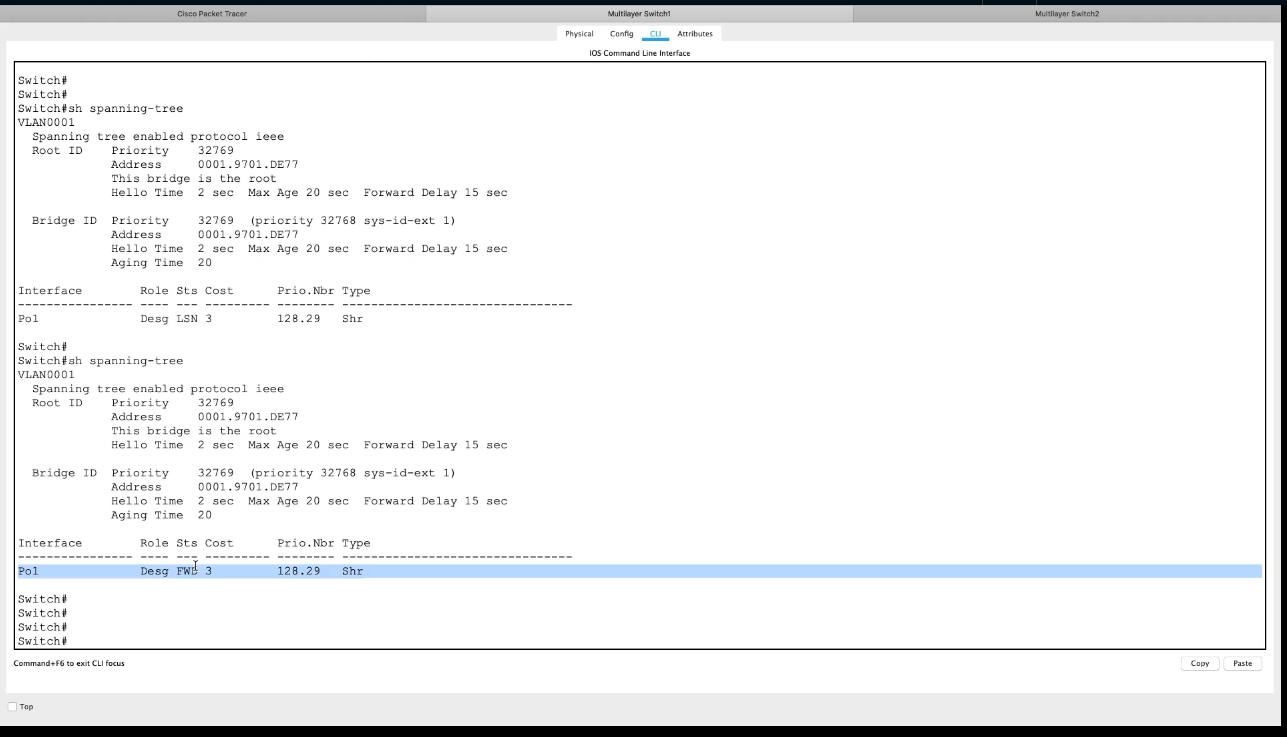 Cisco Packet Tracer
Multilayer Switch1
Multilayer Switch2
Physical Config CLI Attributes
IOS Command Line Interface
Switch#
Switch#
Switch#sh spanning-tree
VLAN0001
Spanning tree enabled protocol ieee
Root ID Priority 32769
Address 0001.9701.DE77
This bridge is the root
Hello Time 2 sec Max Age 20 sec Forward Delay 15 sec
Bridge ID Priority 32769 (priority 32768 sys-id-ext 1)
Address 0001.9701.DE77
Hello Time 2 sec Max Age 20 sec Forward Delay 15 sec
Aging Time 20
Interface Role Sts Cost Prio.Nbr Type
---------------- ---- --- --------- -------- --------------------------------
Po1 Desg LSN 3 128.29 Shr
Switch#
Switch#sh spanning-tree
VLAN0001
Spanning tree enabled protocol ieee
Root ID Priority 32769
Address 0001.9701.DE77
This bridge is the root
Hello Time 2 sec Max Age 20 sec Forward Delay 15 sec
Bridge ID Priority 32769 (priority 32768 sys-id-ext 1)
Address 0001.9701.DE77
Hello Time 2 sec Max Age 20 sec Forward Delay 15 sec
Aging Time 20
Interface Role Sts Cost Prio.Nbr Type
---------------- ---- --- --------- -------- --------------------------------
Po1 Desg FWD 3 128.29 Shr
Switch#
Switch#
Switch#
Switch#
Command+F6 to exit CLI focus
Copy Paste
Top